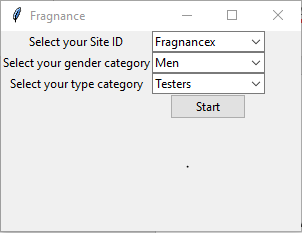 Fragnance
Select your Site ID Fragnancex
Select your gender category Men
Select your type category Testers
Start